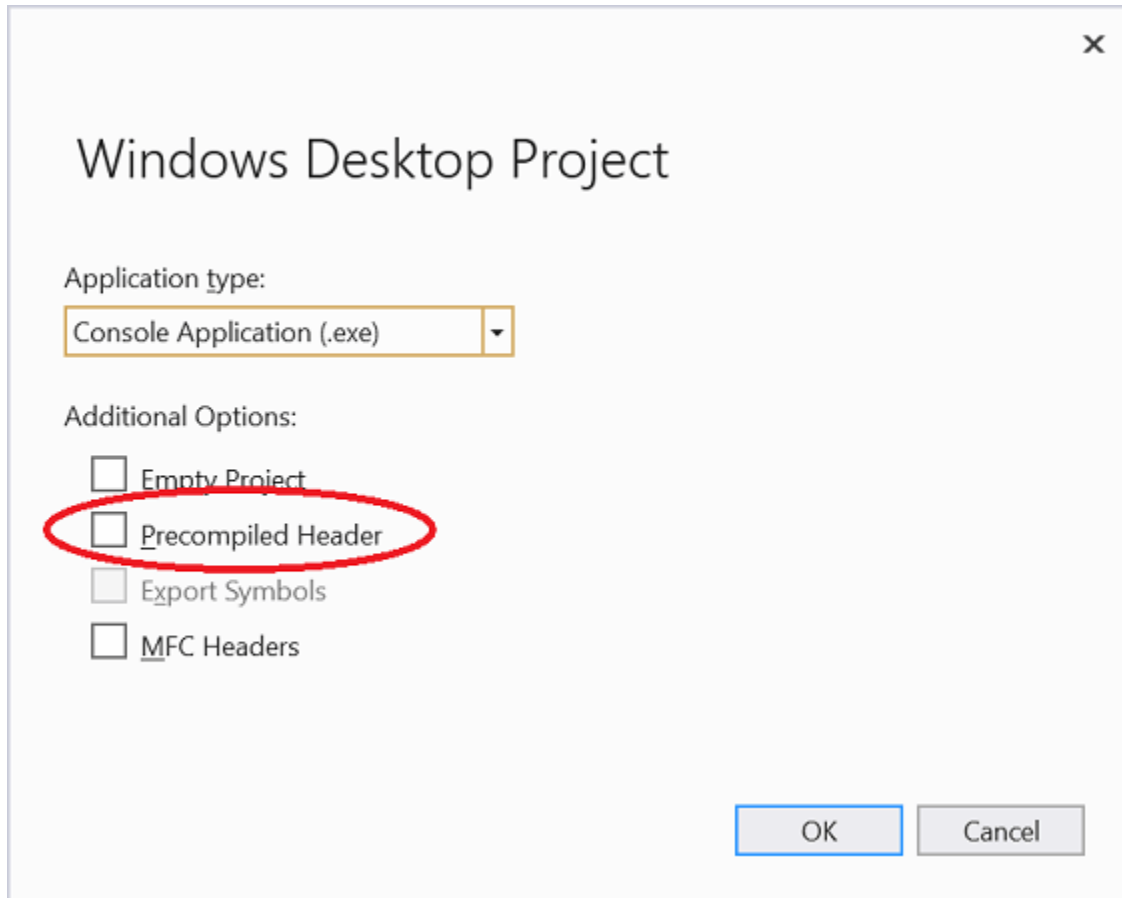 Windows Desktop Project
Application type:
Console Application (.exe)
Additional Options:
Empty Project
Precompiled Header
Export Symbols
MFC Headers
OK Cancel